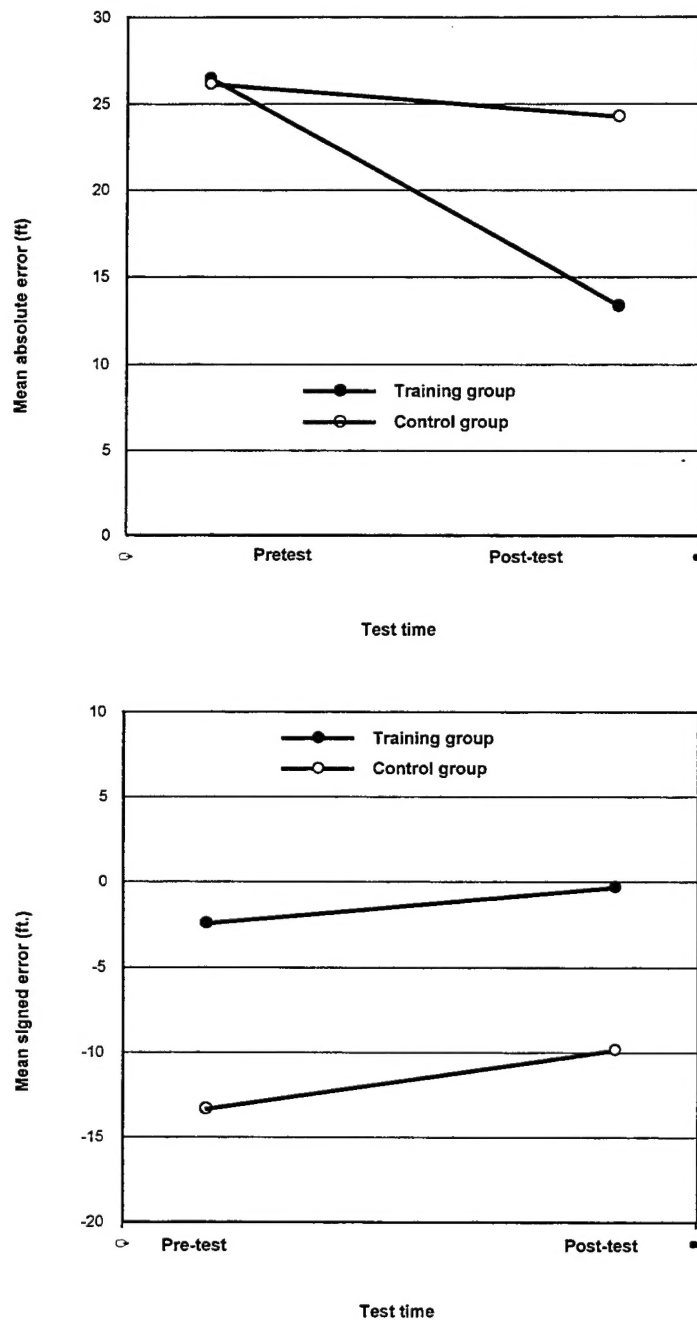 30
25
20
15
10
5
0
Mean absolute error (ft)
Training group
Control group
Pretest Post-test
Test time
10
5
0
-5
-10
-15
-20
Mean signed error (ft.)
Training group
Control group
Pre-test Post-test
Test time